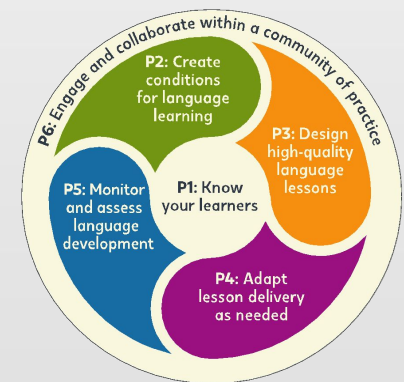 P6: Engage and collaborate within a community of practice
P2: Create
conditions
for language
learning
P3: Design
high-quality
language
lessons
P1: Know
your learners
P5: Monitor
and assess
language
development
P4: Adapt
lesson delivery
as needed